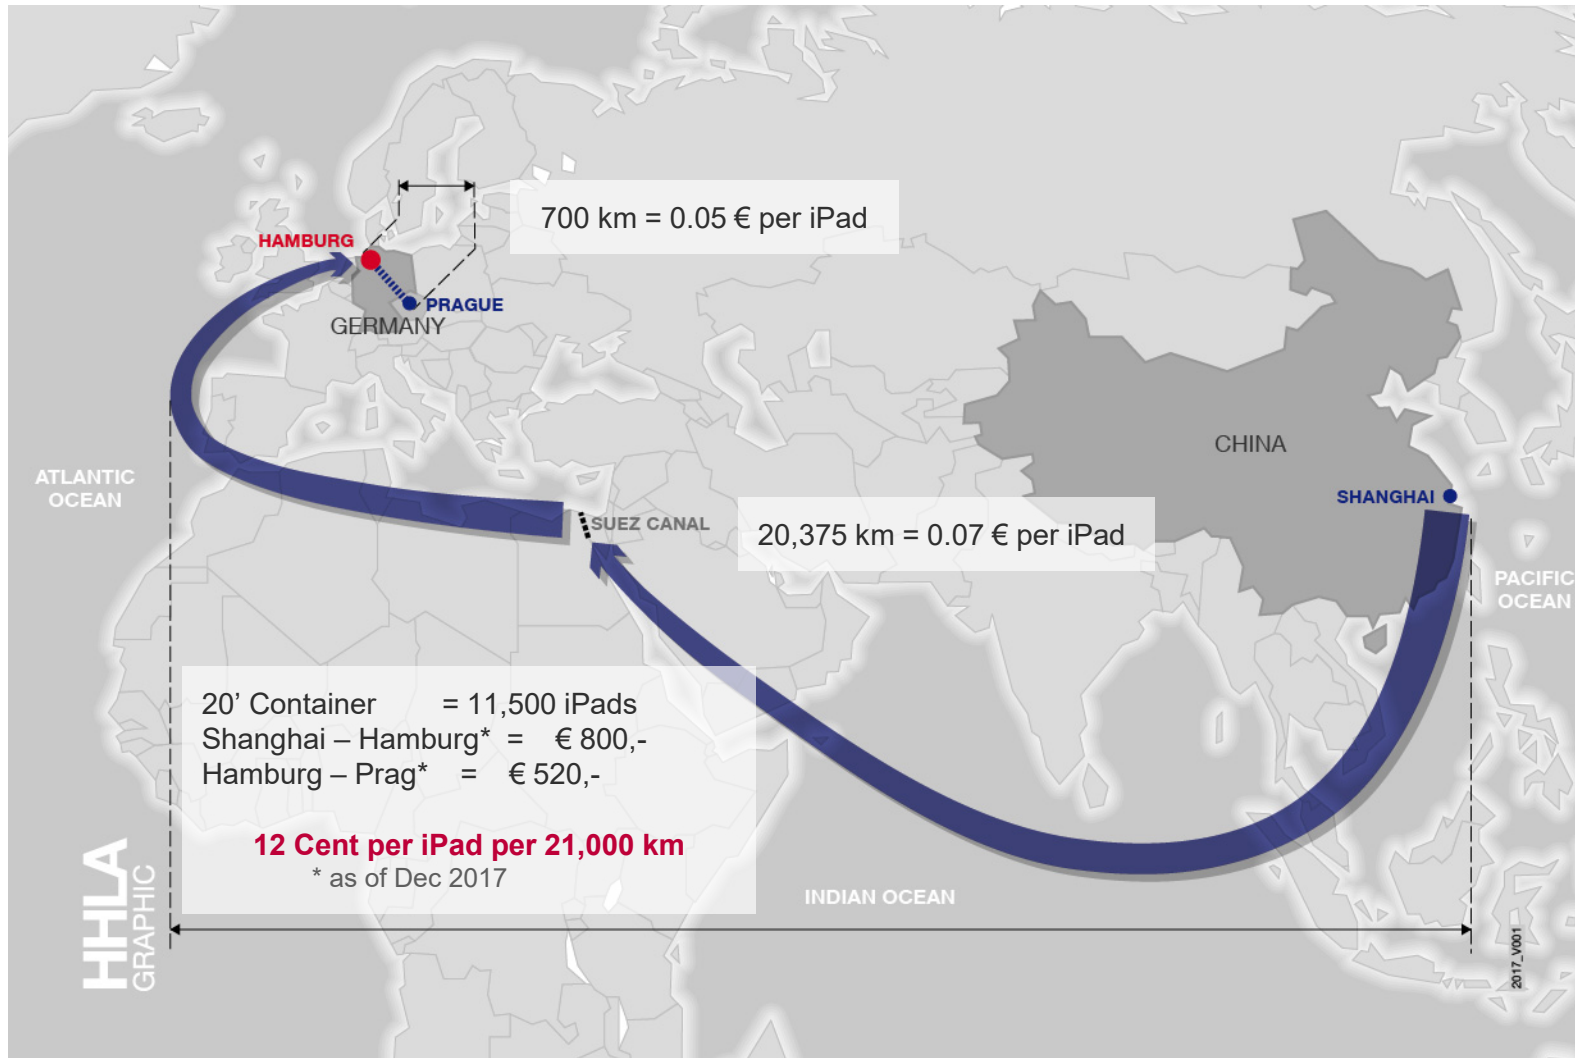 700 km = 0.05 € per iPad
HAMBURG
PRAGUE
GERMANY
CHINA
ATLANTIC
OCEAN
SHANGHAI
SUEZ CANAL
20,375 km = 0.07 € per iPad
PACIFIC
OCEAN
20’ Container = 11,500 iPads
Shanghai – Hamburg* = € 800,-
Hamburg – Prag* = € 520,-
12 Cent per iPad per 21,000 km
* as of Dec 2017
INDIAN OCEAN
HHLA
GRAPHIC
2017_V001